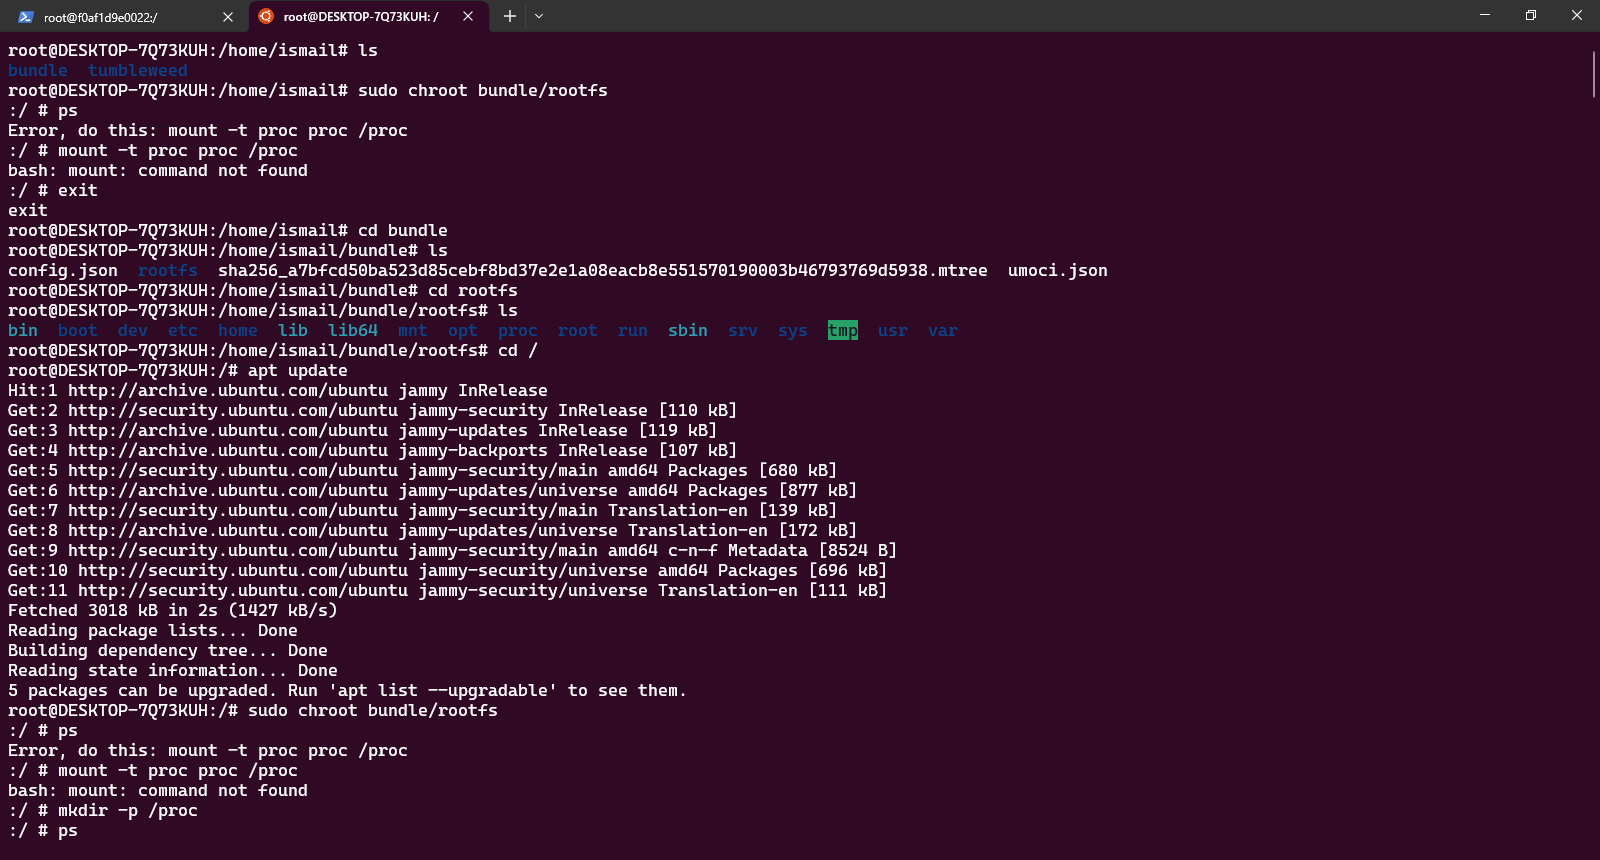 root@f0af1d9e0022:/
root@DESKTOP-7Q73KUH: /
root@DESKTOP-7Q73KUH:/home/ismail# ls
bundle  tumbleweed
root@DESKTOP-7Q73KUH:/home/ismail# sudo chroot bundle/rootfs
:/ # ps
Error, do this: mount -t proc proc /proc
:/ # mount -t proc proc /proc
bash: mount: command not found
:/ # exit
exit
root@DESKTOP-7Q73KUH:/home/ismail# cd bundle
root@DESKTOP-7Q73KUH:/home/ismail/bundle# ls
config.json  rootfs  sha256_a7bfcd50ba523d85cebf8bd37e2e1a08eacb8e551570190003b46793769d5938.mtree  umoci.json
root@DESKTOP-7Q73KUH:/home/ismail/bundle# cd rootfs
root@DESKTOP-7Q73KUH:/home/ismail/bundle/rootfs# ls
bin  boot  dev  etc  home  lib  lib64  mnt  opt  proc  root  run  sbin  srv  sys  tmp  usr  var
root@DESKTOP-7Q73KUH:/home/ismail/bundle/rootfs# cd /
root@DESKTOP-7Q73KUH:/# apt update
Hit:1 http://archive.ubuntu.com/ubuntu jammy InRelease
Get:2 http://security.ubuntu.com/ubuntu jammy-security InRelease [110 kB]
Get:3 http://archive.ubuntu.com/ubuntu jammy-updates InRelease [119 kB]
Get:4 http://archive.ubuntu.com/ubuntu jammy-backports InRelease [107 kB]
Get:5 http://security.ubuntu.com/ubuntu jammy-security/main amd64 Packages [680 kB]
Get:6 http://archive.ubuntu.com/ubuntu jammy-updates/universe amd64 Packages [877 kB]
Get:7 http://security.ubuntu.com/ubuntu jammy-security/main Translation-en [139 kB]
Get:8 http://archive.ubuntu.com/ubuntu jammy-updates/universe Translation-en [172 kB]
Get:9 http://security.ubuntu.com/ubuntu jammy-security/main amd64 c-n-f Metadata [8524 B]
Get:10 http://security.ubuntu.com/ubuntu jammy-security/universe amd64 Packages [696 kB]
Get:11 http://security.ubuntu.com/ubuntu jammy-security/universe Translation-en [111 kB]
Fetched 3018 kB in 2s (1427 kB/s)
Reading package lists... Done
Building dependency tree... Done
Reading state information... Done
5 packages can be upgraded. Run 'apt list --upgradable' to see them.
root@DESKTOP-7Q73KUH:/# sudo chroot bundle/rootfs
:/ # ps
Error, do this: mount -t proc proc /proc
:/ # mount -t proc proc /proc
bash: mount: command not found
:/ # mkdir -p /proc
:/ # ps